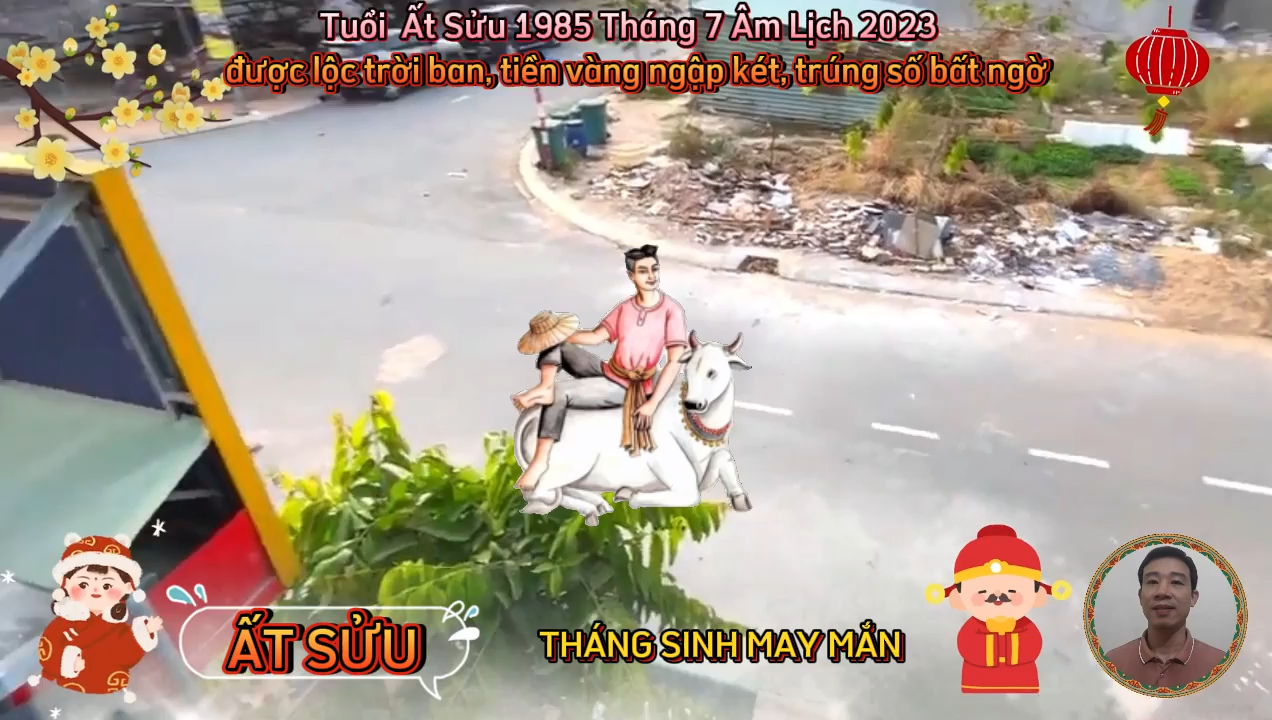 Tuổi Ất Sửu 1985 Tháng 7 Âm Lịch 2023
được lộc trời ban, tiền vàng ngập két, trúng số bất ngờ
ẤT SỬU
THÁNG SINH MAY MẮN